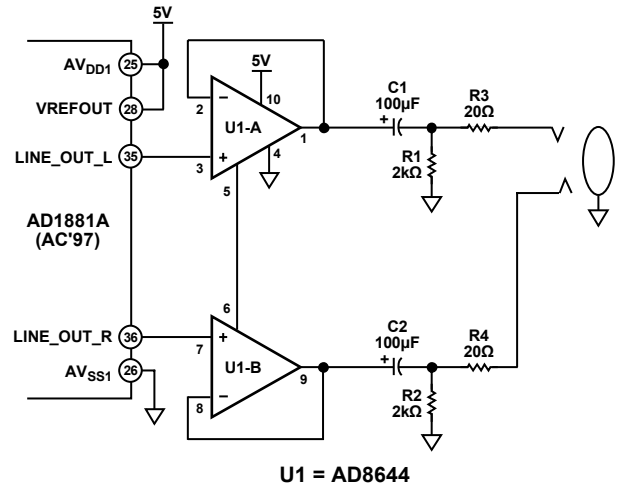 5V
AVDD1 25
VREFOUT 28
LINE_OUT_L 35
AD1881A
(AC'97)
LINE_OUT_R 36
AVSS1 26
5V
10
2
−
U1-A
+
3
1
4
5
6
+
7
U1-B
9
−
8
C1
100µF
+
R3
20Ω
R1
2kΩ
C2
100µF
+
R4
20Ω
R2
2kΩ
U1 = AD8644